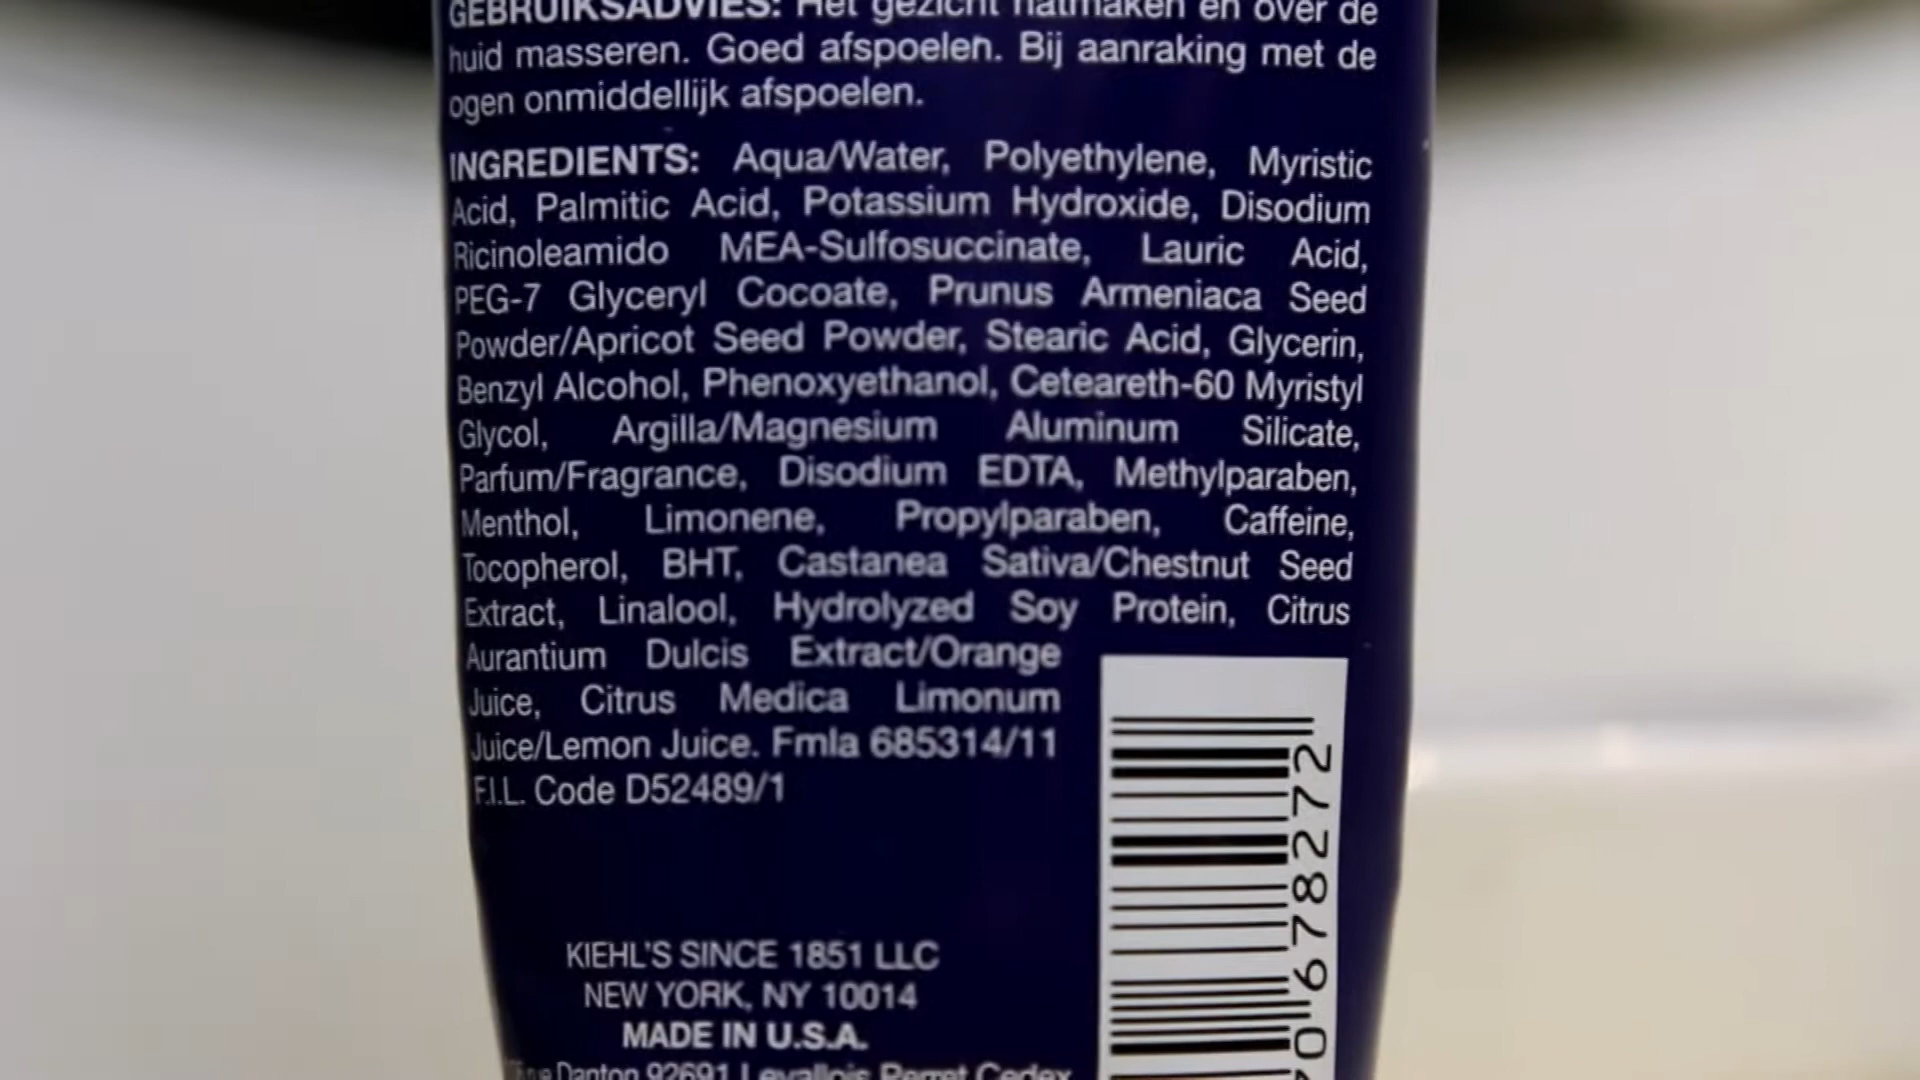 GEBRUIKSADVIES: Het gezicht natmaken en over de
huid masseren. Goed afspoelen. Bij aanraking met de
ogen onmiddellijk afspoelen.
INGREDIENTS: Aqua/Water, Polyethylene, Myristic
Acid, Palmitic Acid, Potassium Hydroxide, Disodium
Ricinoleamido MEA-Sulfosuccinate, Lauric Acid,
PEG-7 Glyceryl Cocoate, Prunus Armeniaca Seed
Powder/Apricot Seed Powder, Stearic Acid, Glycerin,
Benzyl Alcohol, Phenoxyethanol, Ceteareth-60 Myristyl
Glycol, Argilla/Magnesium Aluminum Silicate,
Parfum/Fragrance, Disodium EDTA, Methylparaben,
Menthol, Limonene, Propylparaben, Caffeine,
Tocopherol, BHT, Castanea Sativa/Chestnut Seed
Extract, Linalool, Hydrolyzed Soy Protein, Citrus
Aurantium Dulcis Extract/Orange
Juice, Citrus Medica Limonum
Juice/Lemon Juice. Fmla 685314/11
F.I.L. Code D52489/1
KIEHL'S SINCE 1851 LLC
NEW YORK, NY 10014
MADE IN U.S.A.
Danton 92691 Levallois Perret Cedex
0 678272